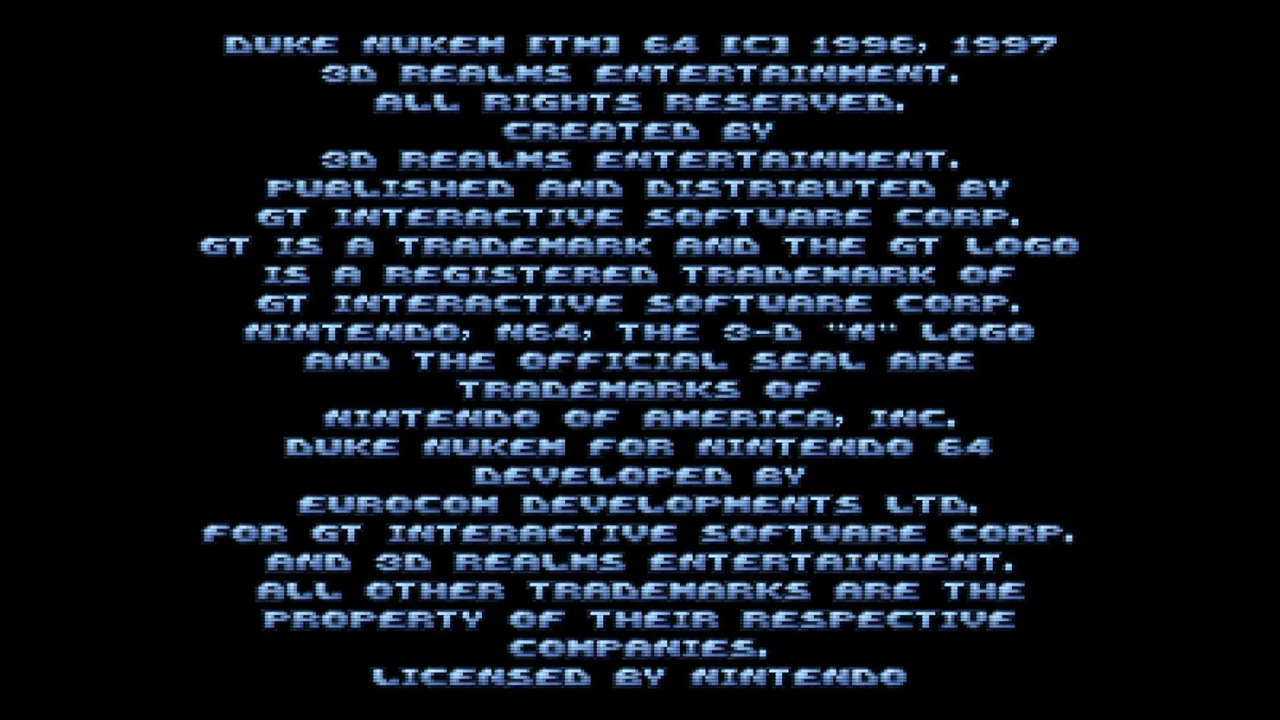 DUKE NUKEM [TM] 64 [C] 1996, 1997
3D REALMS ENTERTAINMENT.
ALL RIGHTS RESERVED.
CREATED BY
3D REALMS ENTERTAINMENT.
PUBLISHED AND DISTRIBUTED BY
GT INTERACTIVE SOFTWARE CORP.
GT IS A TRADEMARK AND THE GT LOGO
IS A REGISTERED TRADEMARK OF
GT INTERACTIVE SOFTWARE CORP.
NINTENDO, N64, THE 3-D "N" LOGO
AND THE OFFICIAL SEAL ARE
TRADEMARKS OF
NINTENDO OF AMERICA, INC.
DUKE NUKEM FOR NINTENDO 64
DEVELOPED BY
EUROCOM DEVELOPMENTS LTD.
FOR GT INTERACTIVE SOFTWARE CORP.
AND 3D REALMS ENTERTAINMENT.
ALL OTHER TRADEMARKS ARE THE
PROPERTY OF THEIR RESPECTIVE
COMPANIES.
LICENSED BY NINTENDO